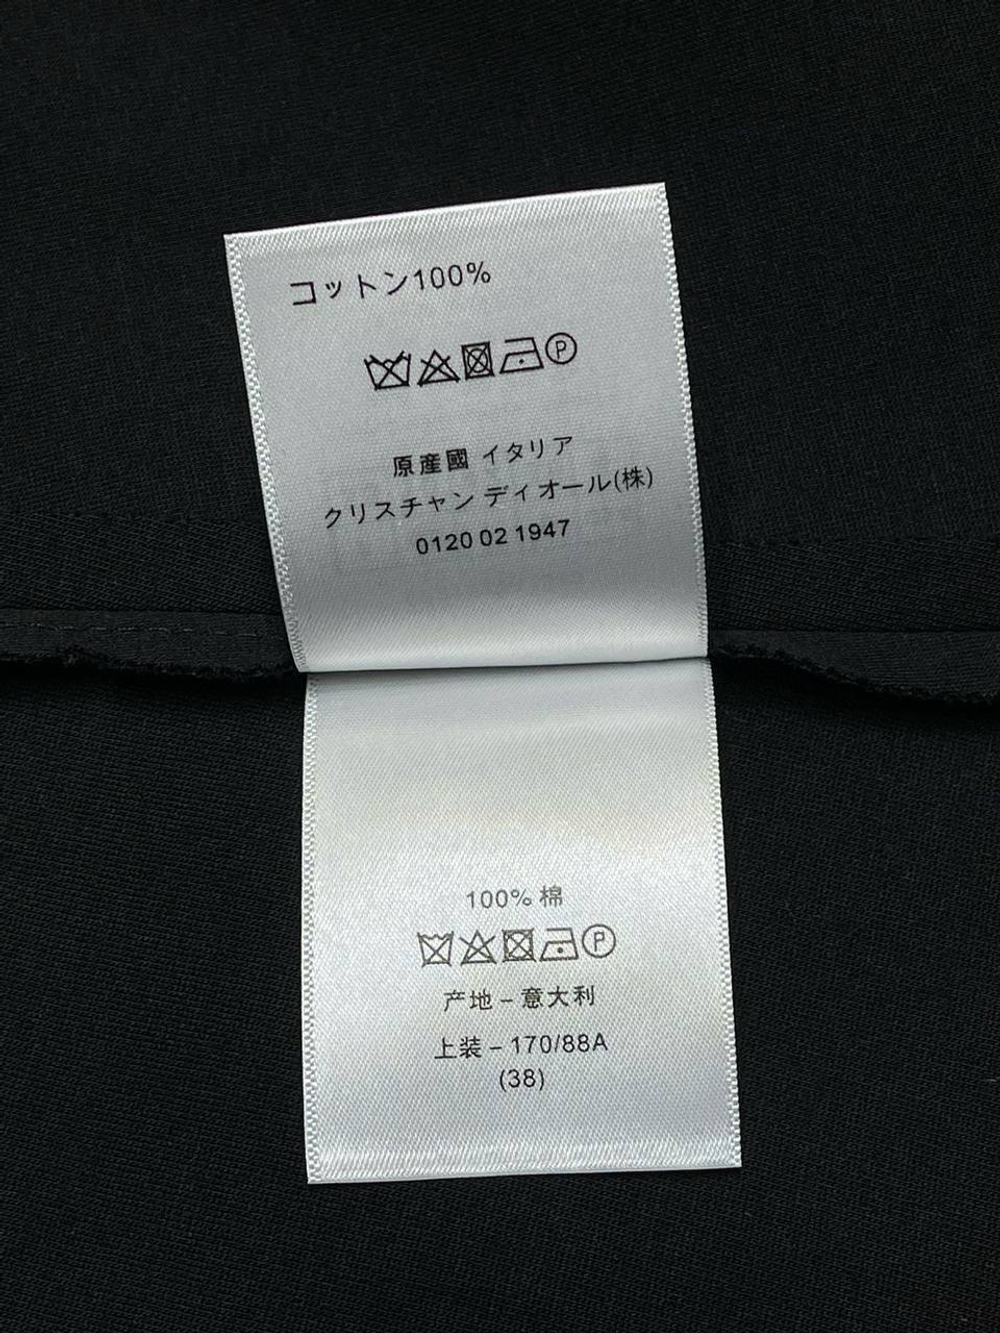 コットン100%
P
原産國 イタリア
クリスチャン ディオール(株)
0120 02 1947
100% 棉
P
产地 – 意大利
上装 – 170/88A
(38)